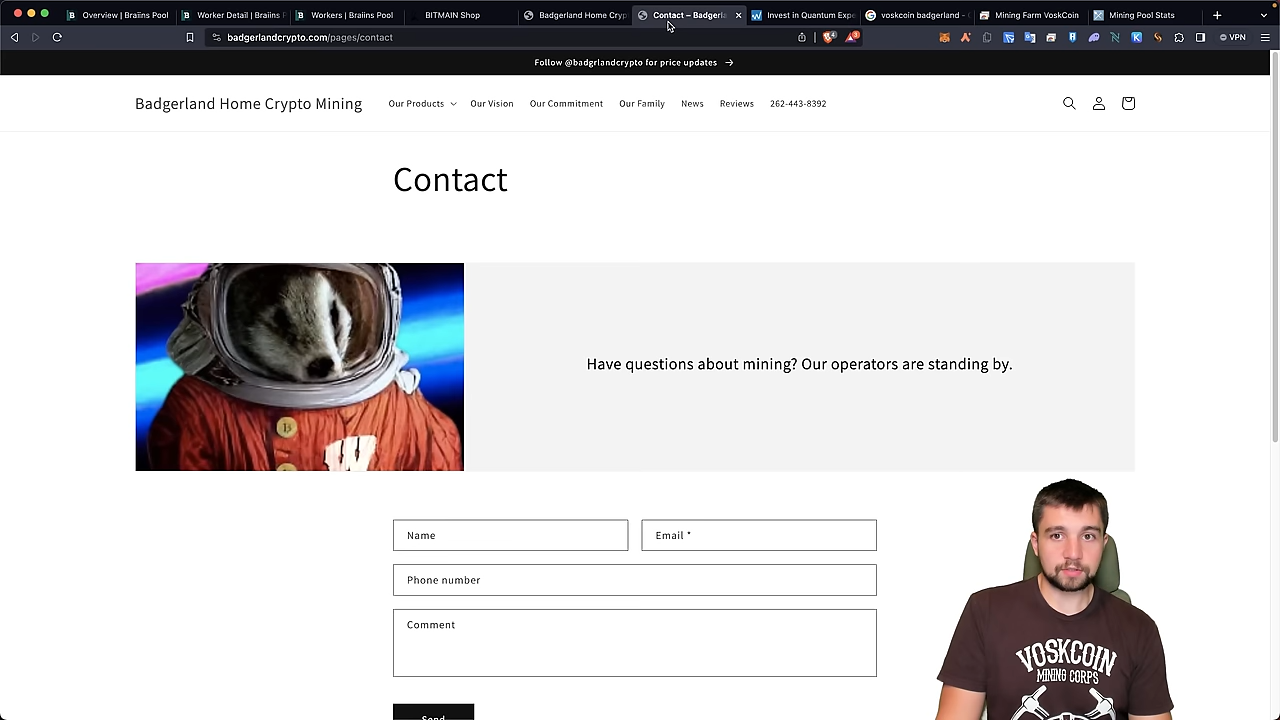 Overview | Braiins Pool
Worker Detail | Braiins P
Workers | Braiins Pool
BITMAIN Shop
Badgerland Home Cryp
Contact – Badgerla
Invest in Quantum Expe
voskcoin badgerland - G
Mining Farm VoskCoin
Mining Pool Stats
badgerlandcrypto.com/pages/contact
4
3
VPN
Follow @badgrlandcrypto for price updates →
Badgerland Home Crypto Mining
Our Products
Our Vision
Our Commitment
Our Family
News
Reviews
262-443-8392
Contact
Have questions about mining? Our operators are standing by.
B
W
Name
Email *
Phone number
Comment
Send
VOSKCOIN
MINING CORPS